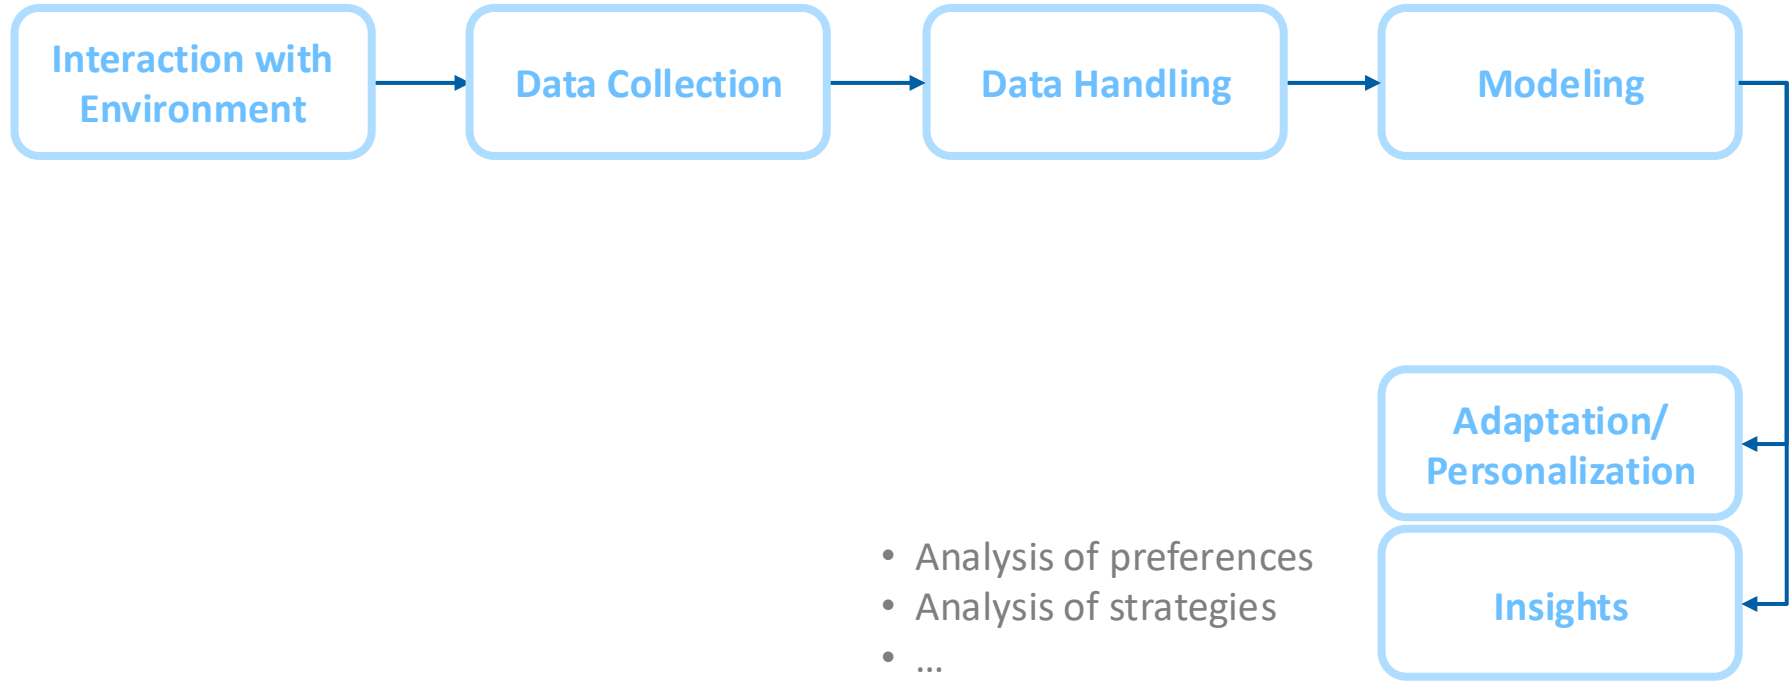 Interaction with
Environment
Data Collection
Data Handling
Modeling
Adaptation/
Personalization
• Analysis of preferences
• Analysis of strategies
• ...
Insights